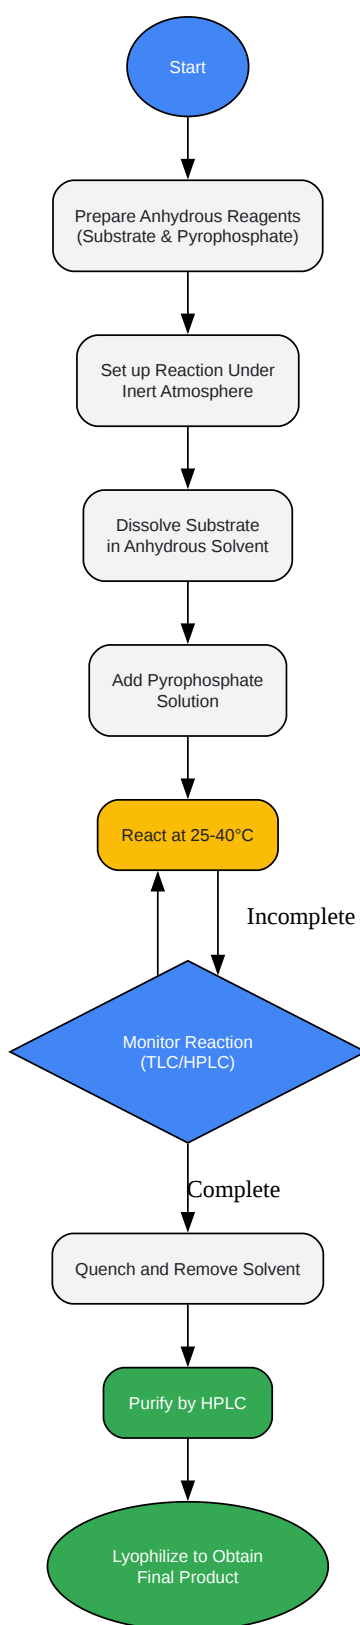 Start
Prepare Anhydrous Reagents
(Substrate & Pyrophosphate)
Set up Reaction Under
Inert Atmosphere
Dissolve Substrate
in Anhydrous Solvent
Add Pyrophosphate
Solution
React at 25-40°C
Incomplete
Monitor Reaction
(TLC/HPLC)
Complete
Quench and Remove Solvent
Purify by HPLC
Lyophilize to Obtain
Final Product